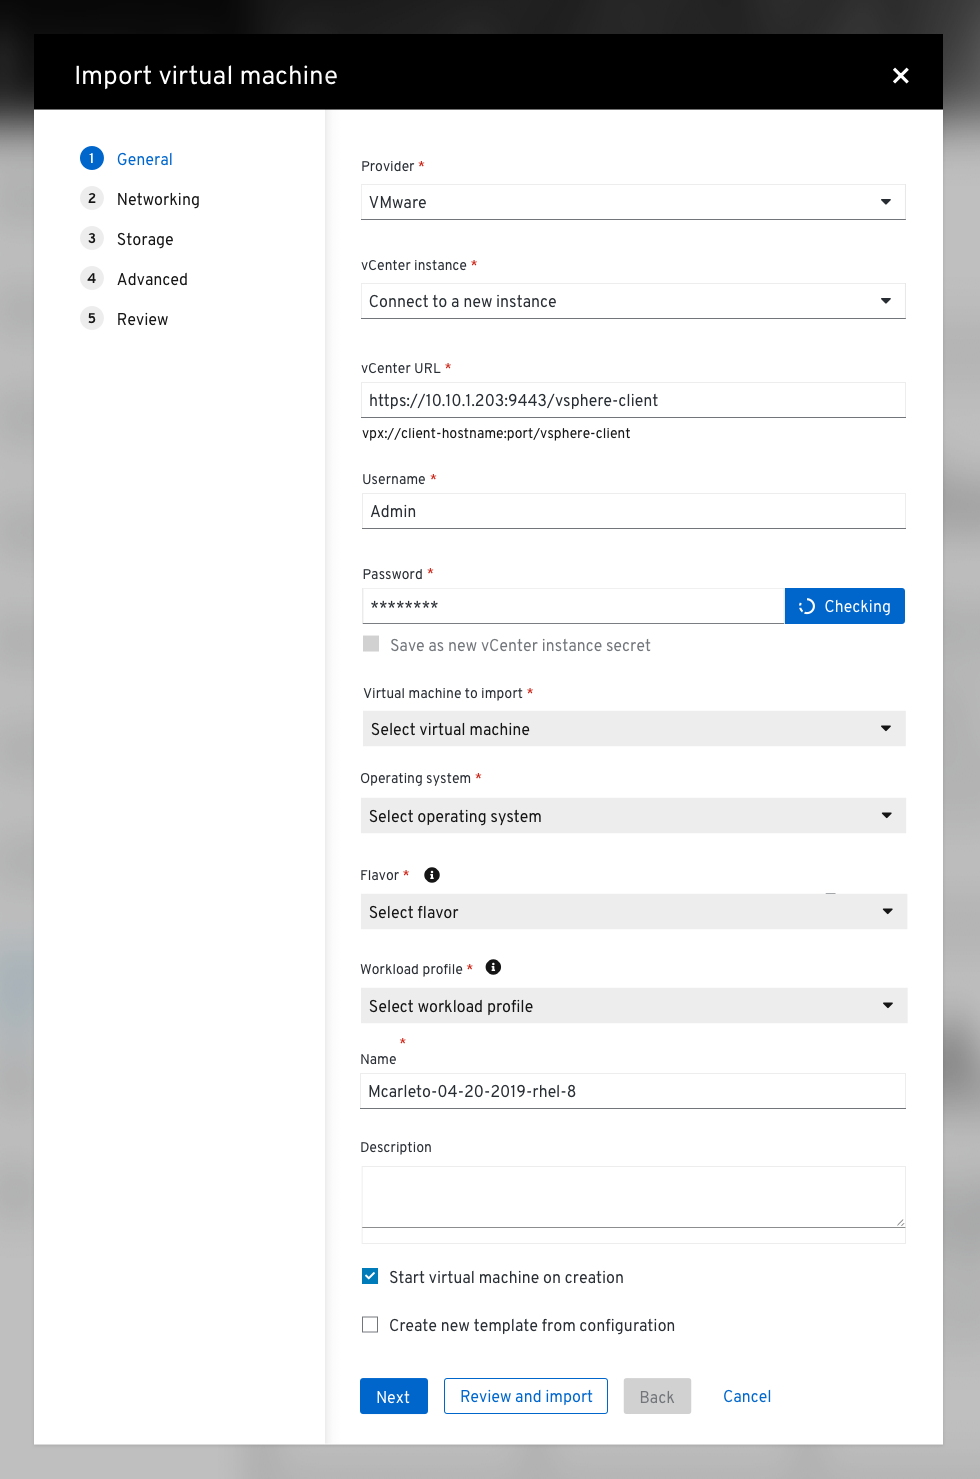 Import virtual machine
1 General
2 Networking
3 Storage
4 Advanced
5 Review
Provider *
VMware
vCenter instance *
Connect to a new instance
vCenter URL *
https://10.10.1.203:9443/vsphere-client
vpx://client-hostname:port/vsphere-client
Username *
Admin
Password *
******** Checking
Save as new vCenter instance secret
Virtual machine to import *
Select virtual machine
Operating system *
Select operating system
Flavor *
Select flavor
Workload profile *
Select workload profile
Name *
Mcarleto-04-20-2019-rhel-8
Description
Start virtual machine on creation
Create new template from configuration
Next Review and import Back Cancel